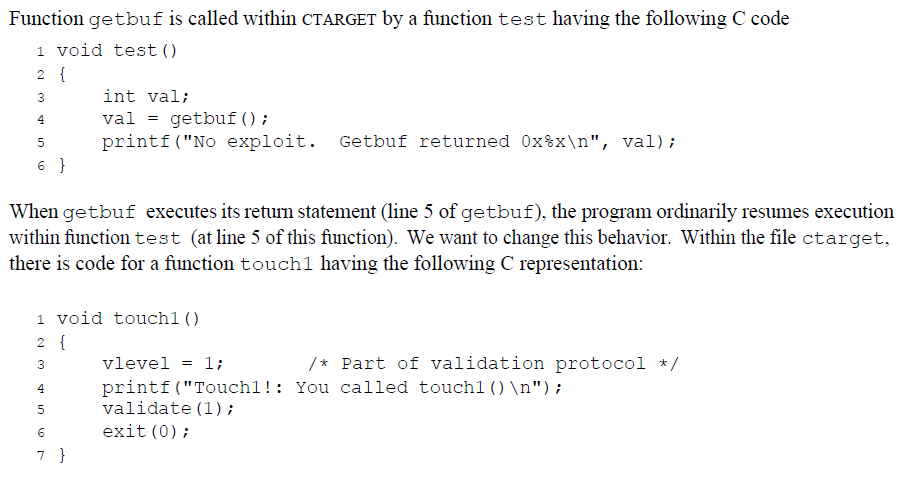 Function getbuf is called within CTARGET by a function test having the following C code
1 void test()
2 {
3     int val;
4     val = getbuf();
5     printf("No exploit.  Getbuf returned 0x%x\n", val);
6 }
When getbuf executes its return statement (line 5 of getbuf), the program ordinarily resumes execution
within function test (at line 5 of this function). We want to change this behavior. Within the file ctarget,
there is code for a function touch1 having the following C representation:
1 void touch1()
2 {
3     vlevel = 1;       /* Part of validation protocol */
4     printf("Touch1!: You called touch1()\n");
5     validate(1);
6     exit(0);
7 }